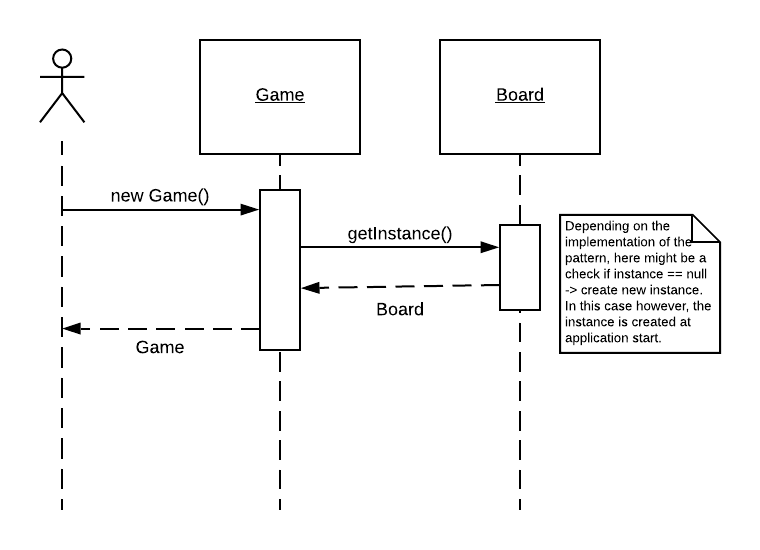 Game
Board
new Game()
getInstance()
Board
Game
Depending on the
implementation of the
pattern, here might be a
check if instance == null
-> create new instance.
In this case however, the
instance is created at
application start.